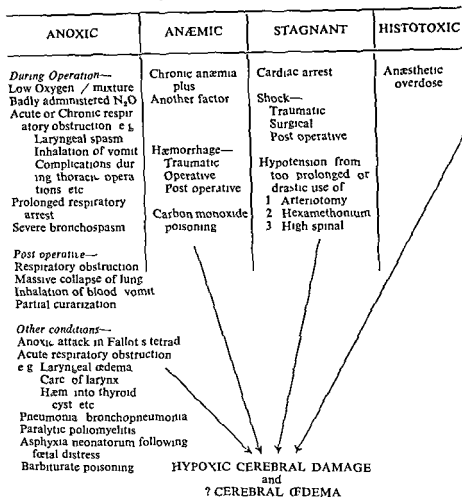 ANOXIC
During Operation—
Low Oxygen / mixture
Badly administered N₂O
Acute or Chronic respir
atory obstruction e g
Laryngeal spasm
Inhalation of vomit
Complications dur
ing thoracic opera
tions etc
Prolonged respiratory
arrest
Severe bronchospasm
Post operative—
Respiratory obstruction
Massive collapse of lung
Inhalation of blood vomit
Partial curarization
Other conditions—
Anoxic attack in Fallot s tetrad
Acute respiratory obstruction
e g Laryngeal œdema
Carc of larynx
Hæm into thyroid
cyst etc
Pneumonia bronchopneumonia
Paralytic poliomyelitis
Asphyxia neonatorum following
fœtal distress
Barbiturate poisoning
ANÆMIC
Chronic anæmia
plus
Another factor
Hæmorrhage—
Traumatic
Operative
Post operative
Carbon monoxide
poisoning
STAGNANT
Cardiac arrest
Shock—
Traumatic
Surgical
Post operative
Hypotension from
too prolonged or
drastic use of
1 Arteriotomy
2 Hexamethonium
3 High spinal
HISTOTOXIC
Anæsthetic
overdose
HYPOXIC CEREBRAL DAMAGE
and
? CEREBRAL ŒDEMA